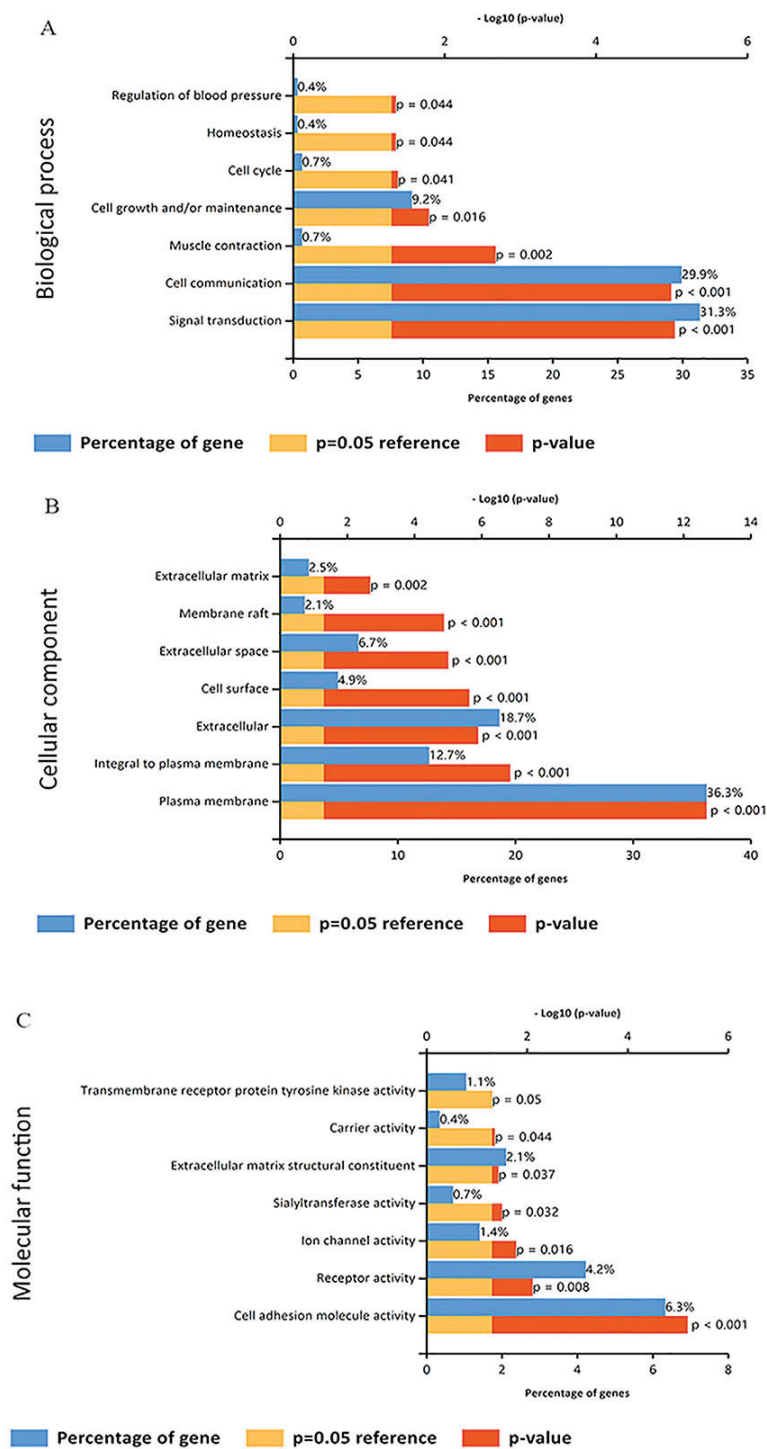 A
- Log10 (p-value)
0 2 4 6
Biological process
Regulation of blood pressure
0.4%
p = 0.044
Homeostasis
0.4%
p = 0.044
Cell cycle
0.7%
p = 0.041
Cell growth and/or maintenance
9.2%
p = 0.016
Muscle contraction
0.7%
p = 0.002
Cell communication
29.9%
p < 0.001
Signal transduction
31.3%
p < 0.001
0 5 10 15 20 25 30 35
Percentage of genes
Percentage of gene p=0.05 reference p-value
B
- Log10 (p-value)
0 2 4 6 8 10 12 14
Cellular component
Extracellular matrix
2.5%
p = 0.002
Membrane raft
2.1%
p < 0.001
Extracellular space
6.7%
p < 0.001
Cell surface
4.9%
p < 0.001
Extracellular
18.7%
p < 0.001
Integral to plasma membrane
12.7%
p < 0.001
Plasma membrane
36.3%
p < 0.001
0 10 20 30 40
Percentage of genes
Percentage of gene p=0.05 reference p-value
C
- Log10 (p-value)
0 2 4 6
Molecular function
Transmembrane receptor protein tyrosine kinase activity
1.1%
p = 0.05
Carrier activity
0.4%
p = 0.044
Extracellular matrix structural constituent
2.1%
p = 0.037
Sialyltransferase activity
0.7%
p = 0.032
Ion channel activity
1.4%
p = 0.016
Receptor activity
4.2%
p = 0.008
Cell adhesion molecule activity
6.3%
p < 0.001
0 2 4 6 8
Percentage of genes
Percentage of gene p=0.05 reference p-value